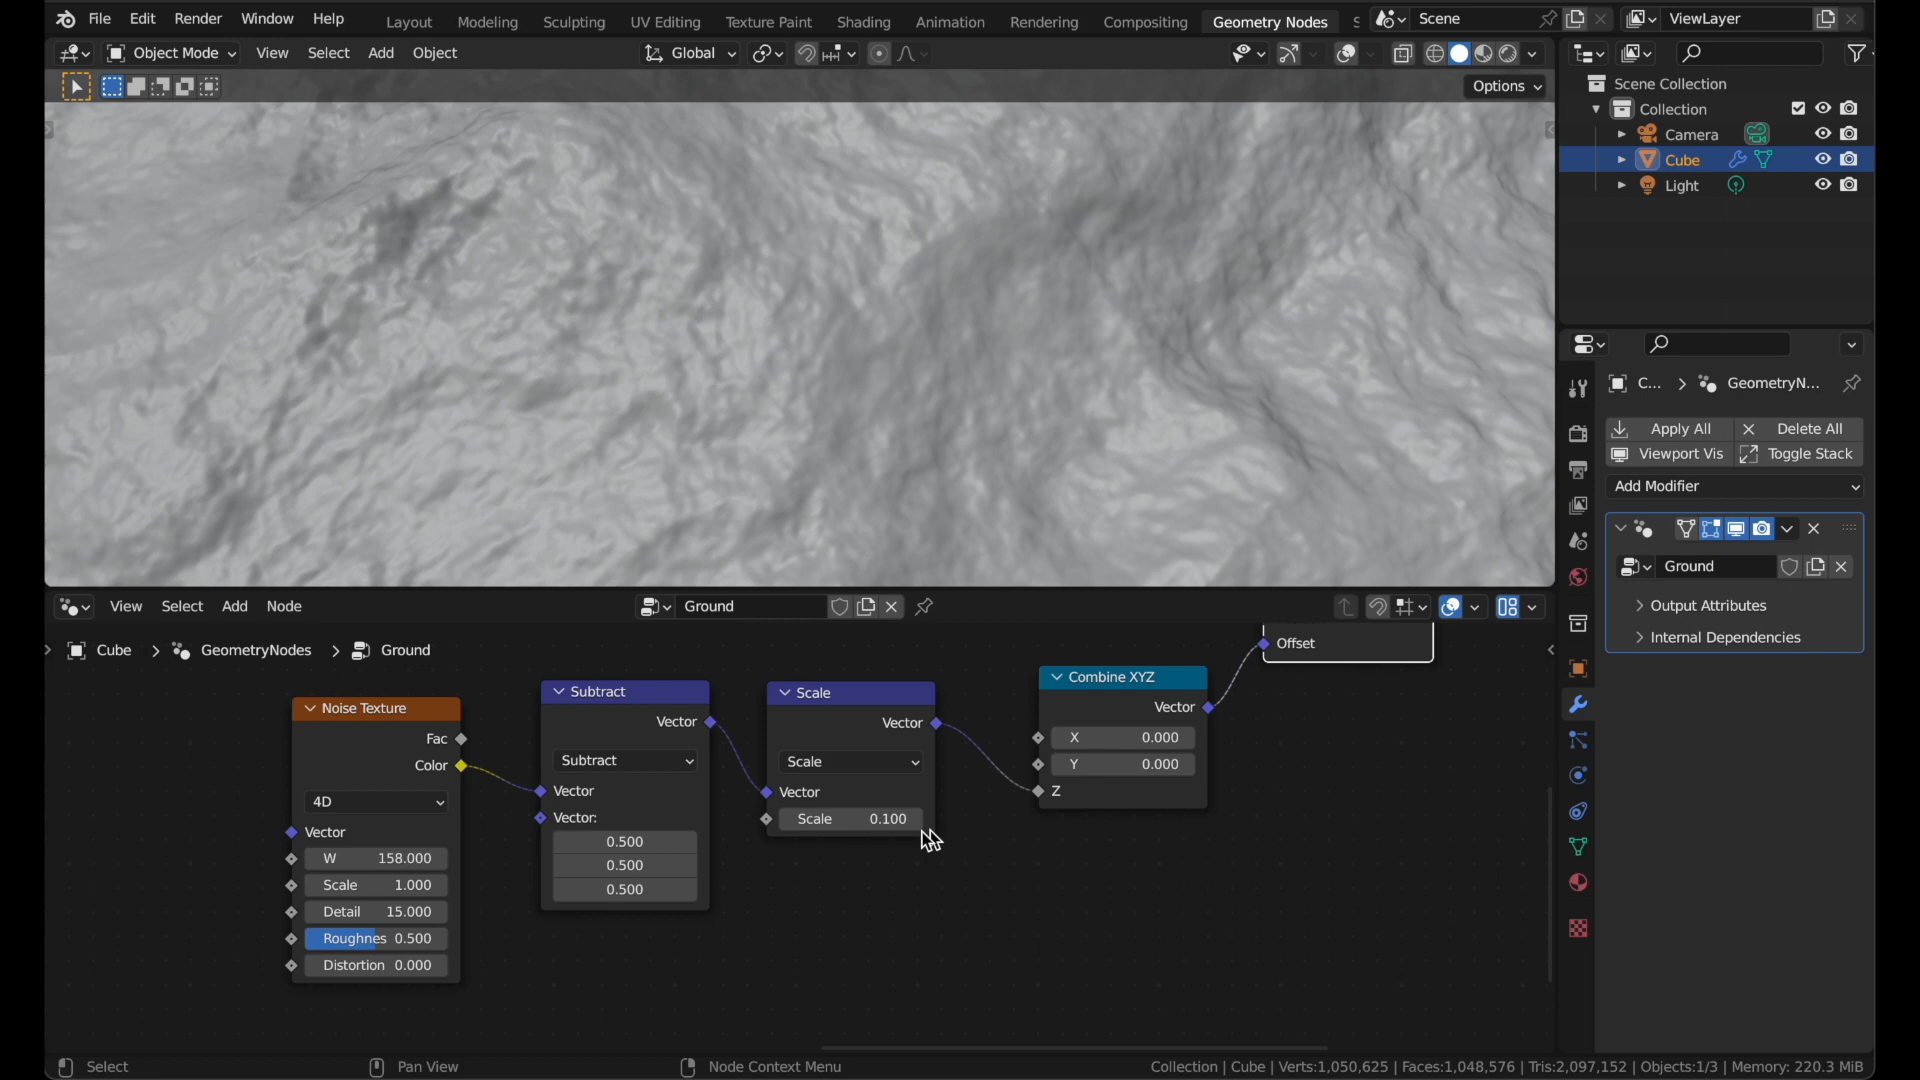 File Edit Render Window Help Layout Modeling Sculpting UV Editing Texture Paint Shading Animation Rendering Compositing Geometry Nodes Scene ViewLayer
Object Mode View Select Add Object Global
Options
Scene Collection
Collection
Camera
Cube
Light
C... GeometryN...
Apply All Delete All
Viewport Vis Toggle Stack
Add Modifier
Ground
Output Attributes
Internal Dependencies
View Select Add Node Ground
Cube GeometryNodes Ground
Noise Texture
Fac
Color
4D
Vector
W 158.000
Scale 1.000
Detail 15.000
Roughnes 0.500
Distortion 0.000
Subtract
Vector
Subtract
Vector
Vector:
0.500
0.500
0.500
Scale
Vector
Scale
Vector
Scale 0.100
Combine XYZ
Vector
X 0.000
Y 0.000
Z
Offset
Select Pan View Node Context Menu Collection | Cube | Verts:1,050,625 | Faces:1,048,576 | Tris:2,097,152 | Objects:1/3 | Memory: 220.3 MiB